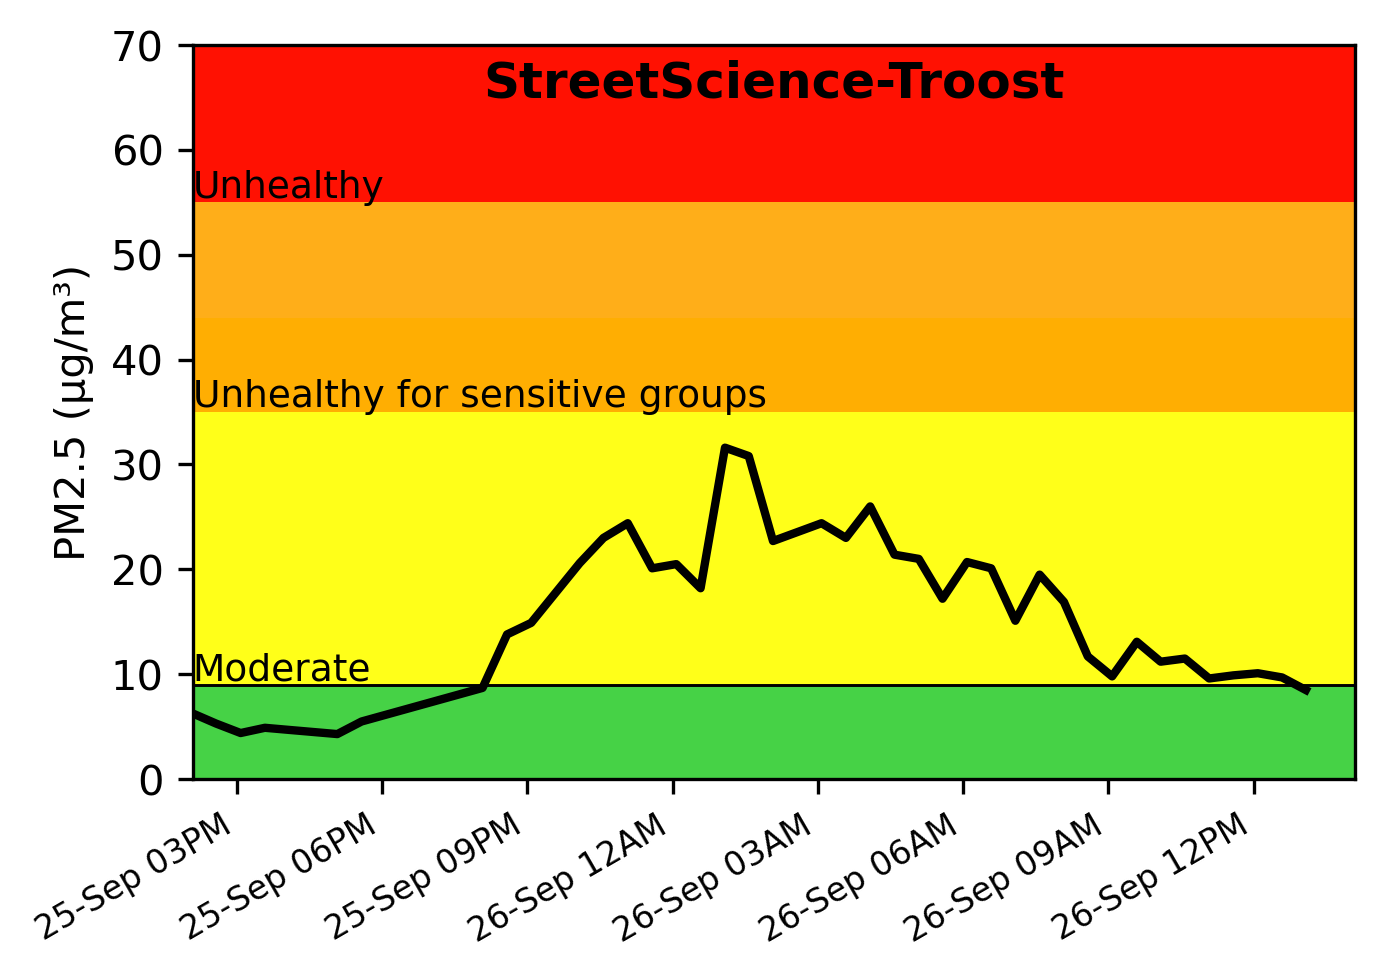 StreetScience-Troost
70
60
50
40
30
20
10
0
PM2.5 (µg/m³)
Unhealthy
Unhealthy for sensitive groups
Moderate
25-Sep 03PM
25-Sep 06PM
25-Sep 09PM
26-Sep 12AM
26-Sep 03AM
26-Sep 06AM
26-Sep 09AM
26-Sep 12PM